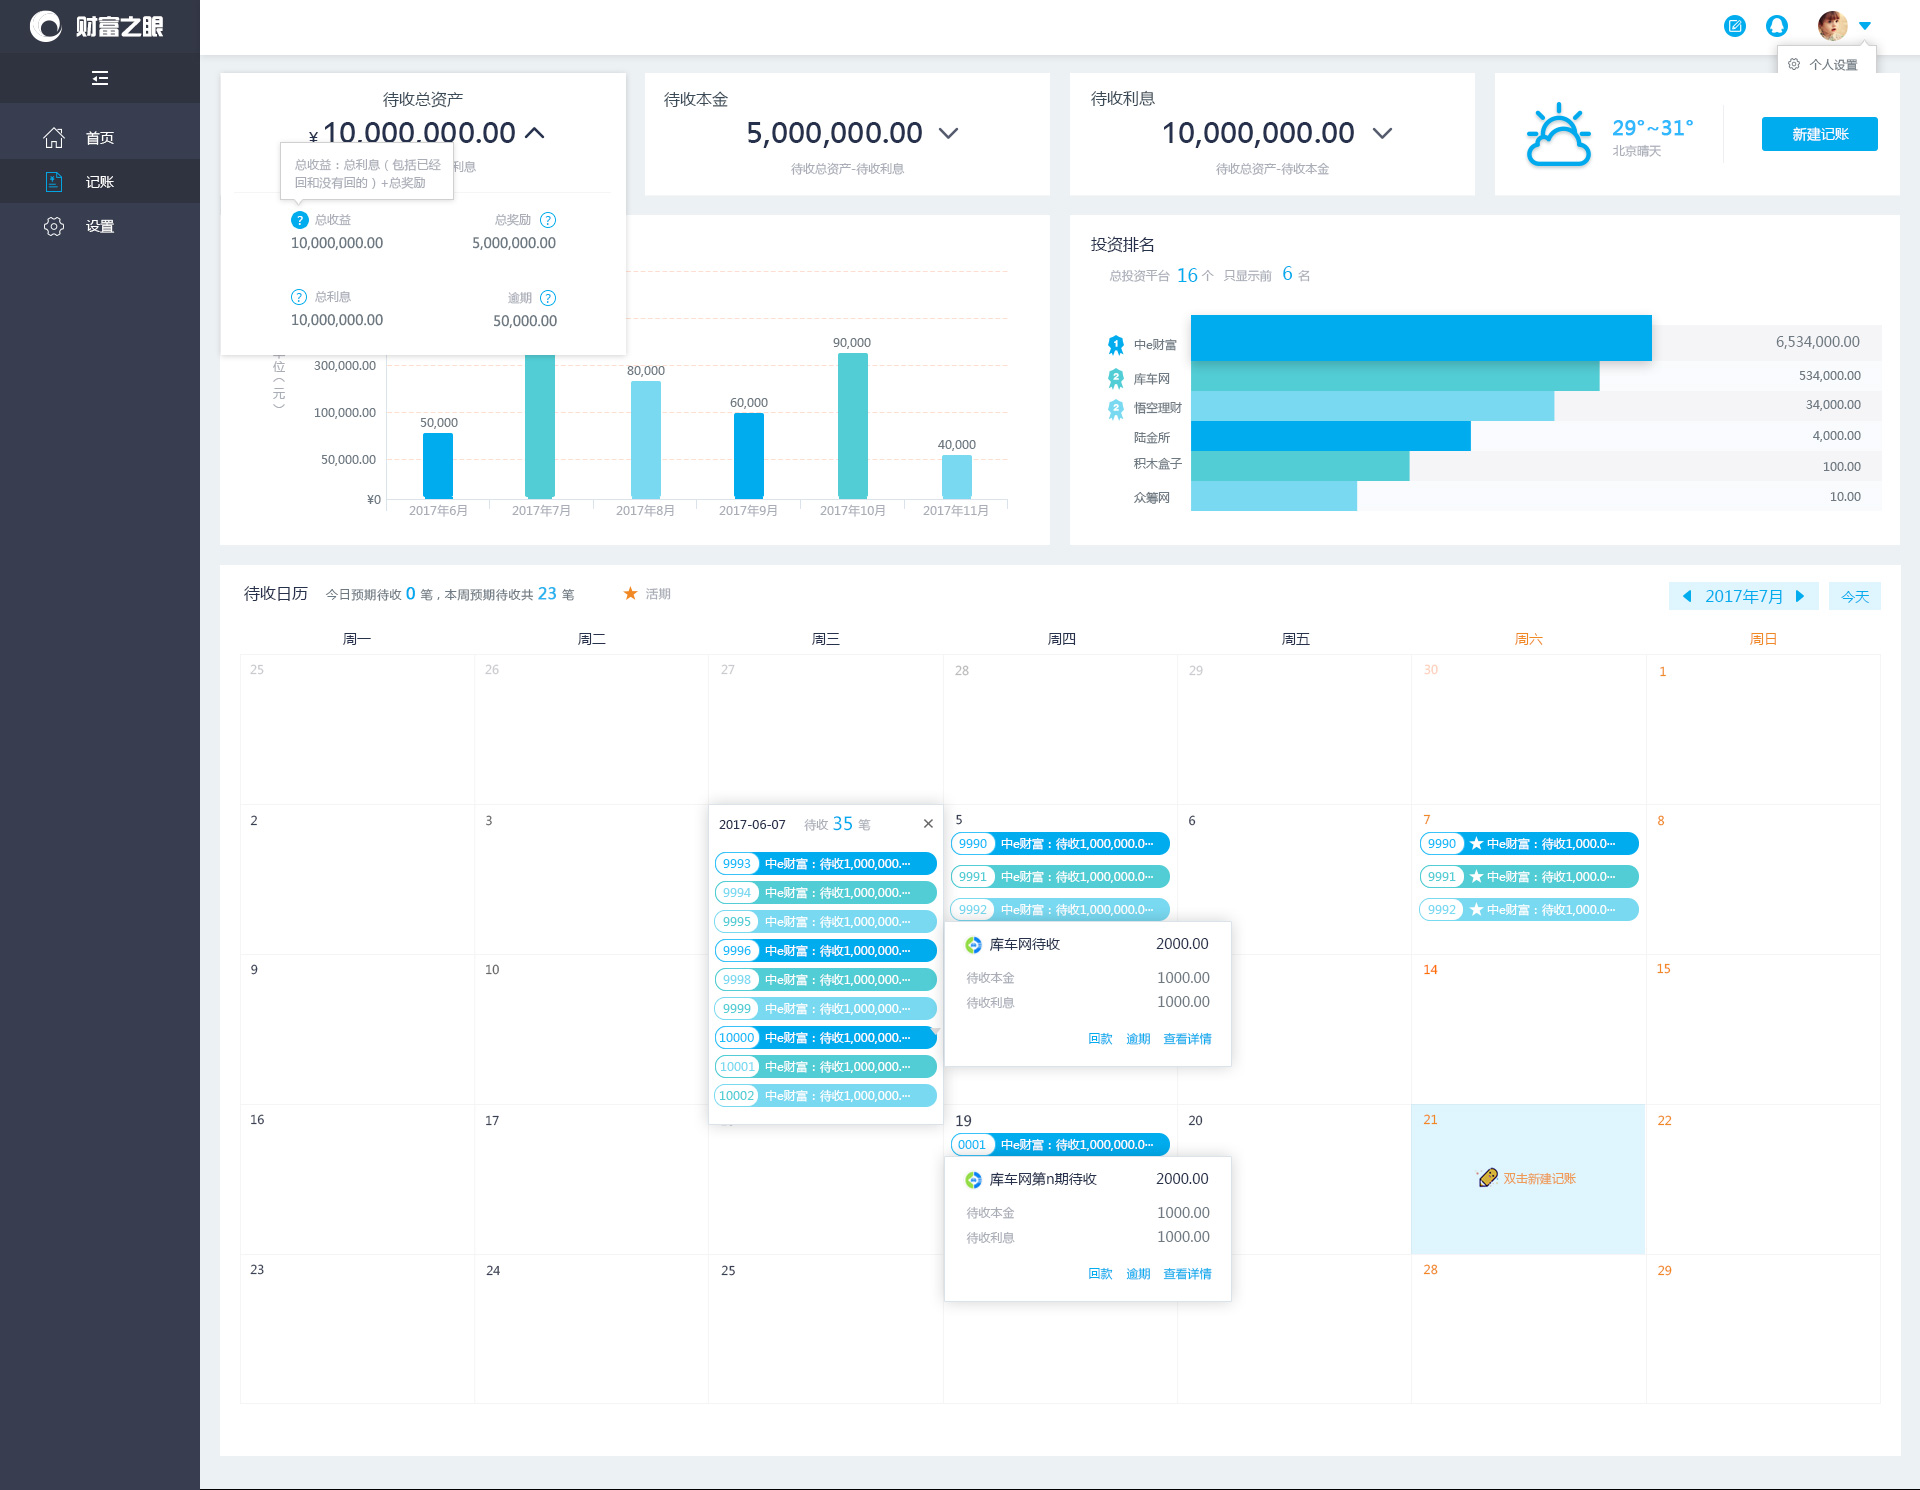 财富之眼
首页
记账
设置
个人设置
待收总资产
¥ 10,000,000.00
利息
总收益：总利息（包括已经
回和没有回的）+总奖励
? 总收益
10,000,000.00
总奖励 ?
5,000,000.00
? 总利息
10,000,000.00
逾期 ?
50,000.00
待收本金
5,000,000.00
待收总资产-待收利息
待收利息
10,000,000.00
待收总资产-待收本金
29°~31°
北京晴天
新建记账
位（元）
300,000.00
100,000.00
50,000.00
¥0
50,000
80,000
60,000
90,000
40,000
2017年6月
2017年7月
2017年8月
2017年9月
2017年10月
2017年11月
投资排名
总投资平台 16 个 只显示前 6 名
1 中e财富 6,534,000.00
2 库车网 534,000.00
2 悟空理财 34,000.00
陆金所 4,000.00
积木盒子 100.00
众筹网 10.00
待收日历 今日预期待收 0 笔，本周预期待收共 23 笔 活期
2017年7月
今天
周一 周二 周三 周四 周五 周六 周日
25 26 27 28 29 30 1
2 3 5 6 7 8
2017-06-07 待收 35 笔
9993 中e财富：待收1,000,000.···
9994 中e财富：待收1,000,000.···
9995 中e财富：待收1,000,000.···
9996 中e财富：待收1,000,000.···
9998 中e财富：待收1,000,000.···
9999 中e财富：待收1,000,000.···
10000 中e财富：待收1,000,000.···
10001 中e财富：待收1,000,000.···
10002 中e财富：待收1,000,000.···
9990 中e财富：待收1,000,000.0···
9991 中e财富：待收1,000,000.0···
9992 中e财富：待收1,000,000.0···
9990 中e财富：待收1,000.0···
9991 中e财富：待收1,000.0···
9992 中e财富：待收1,000.0···
库车网待收 2000.00
待收本金 1000.00
待收利息 1000.00
回款 逾期 查看详情
9 10 14 15
16 17 19 20 21 22
0001 中e财富：待收1,000,000.0···
库车网第n期待收 2000.00
待收本金 1000.00
待收利息 1000.00
回款 逾期 查看详情
双击新建记账
23 24 25 28 29